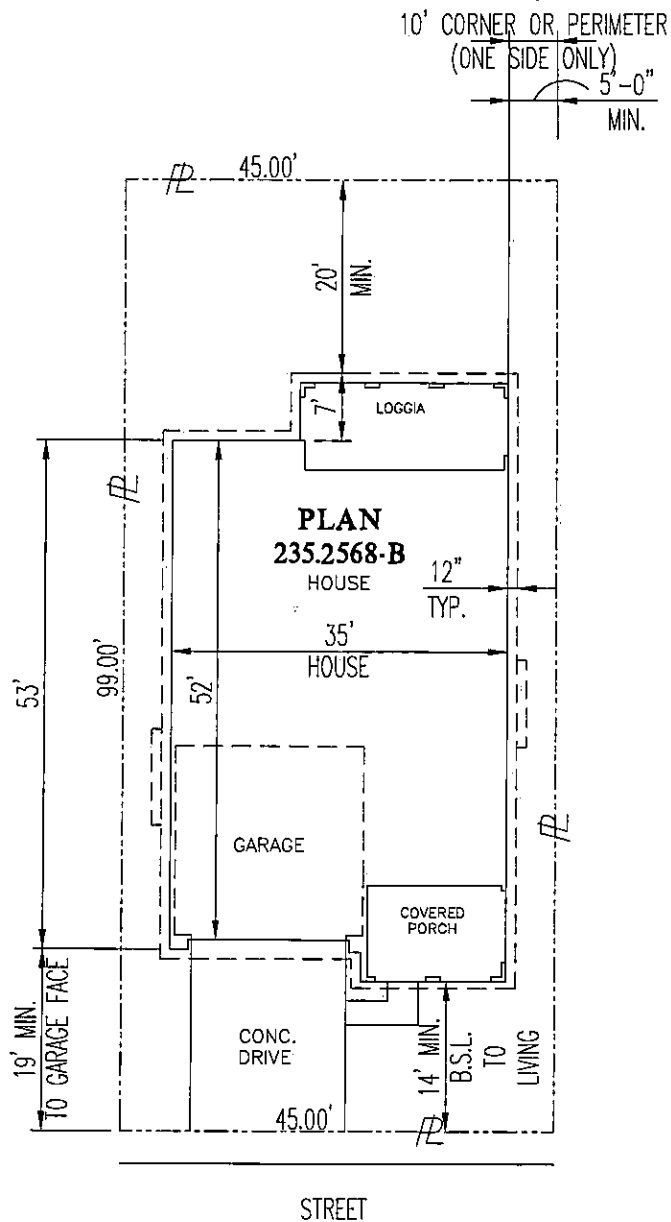 10' CORNER OR PERIMETER
(ONE SIDE ONLY)
5'-0"
MIN.
45.00'
PL
20'
MIN.
7'
LOGGIA
PL
PLAN
235.2568-B
HOUSE
12"
TYP.
35'
HOUSE
99.00'
53'
52'
GARAGE
PL
COVERED
PORCH
19' MIN.
TO GARAGE FACE
CONC.
DRIVE
14' MIN.
B.S.L.
TO
LIVING
45.00'
PL
STREET